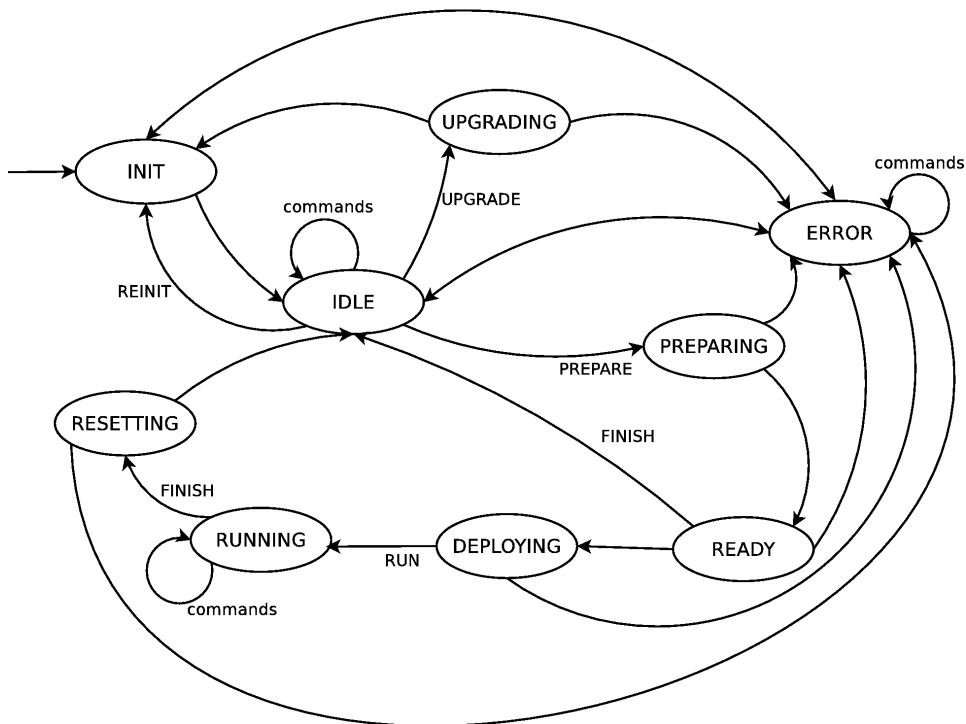 UPGRADING
INIT
commands
UPGRADE
commands
ERROR
REINIT
IDLE
PREPARING
PREPARE
RESETTING
FINISH
FINISH
RUNNING
DEPLOYING
READY
RUN
commands